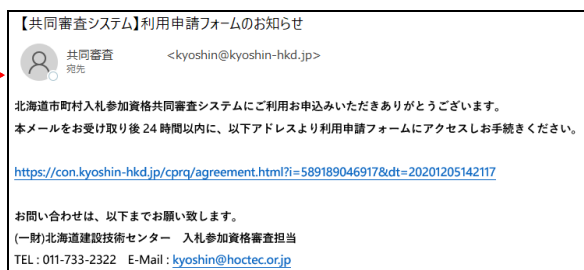 【共同審査システム】利用申請フォームのお知らせ
共同審査 <kyoshin@kyoshin-hkd.jp>
宛先
北海道市町村入札参加資格共同審査システムにご利用お申込みいただきありがとうございます。
本メールをお受け取り後 24 時間以内に、以下アドレスより利用申請フォームにアクセスしお手続きください。
https://con.kyoshin-hkd.jp/cprq/agreement.html?i=589189046917&dt=20201205142117
お問い合わせは、以下までお願い致します。
(一財)北海道建設技術センター　入札参加資格審査担当
TEL : 011-733-2322　E-Mail : kyoshin@hoctec.or.jp